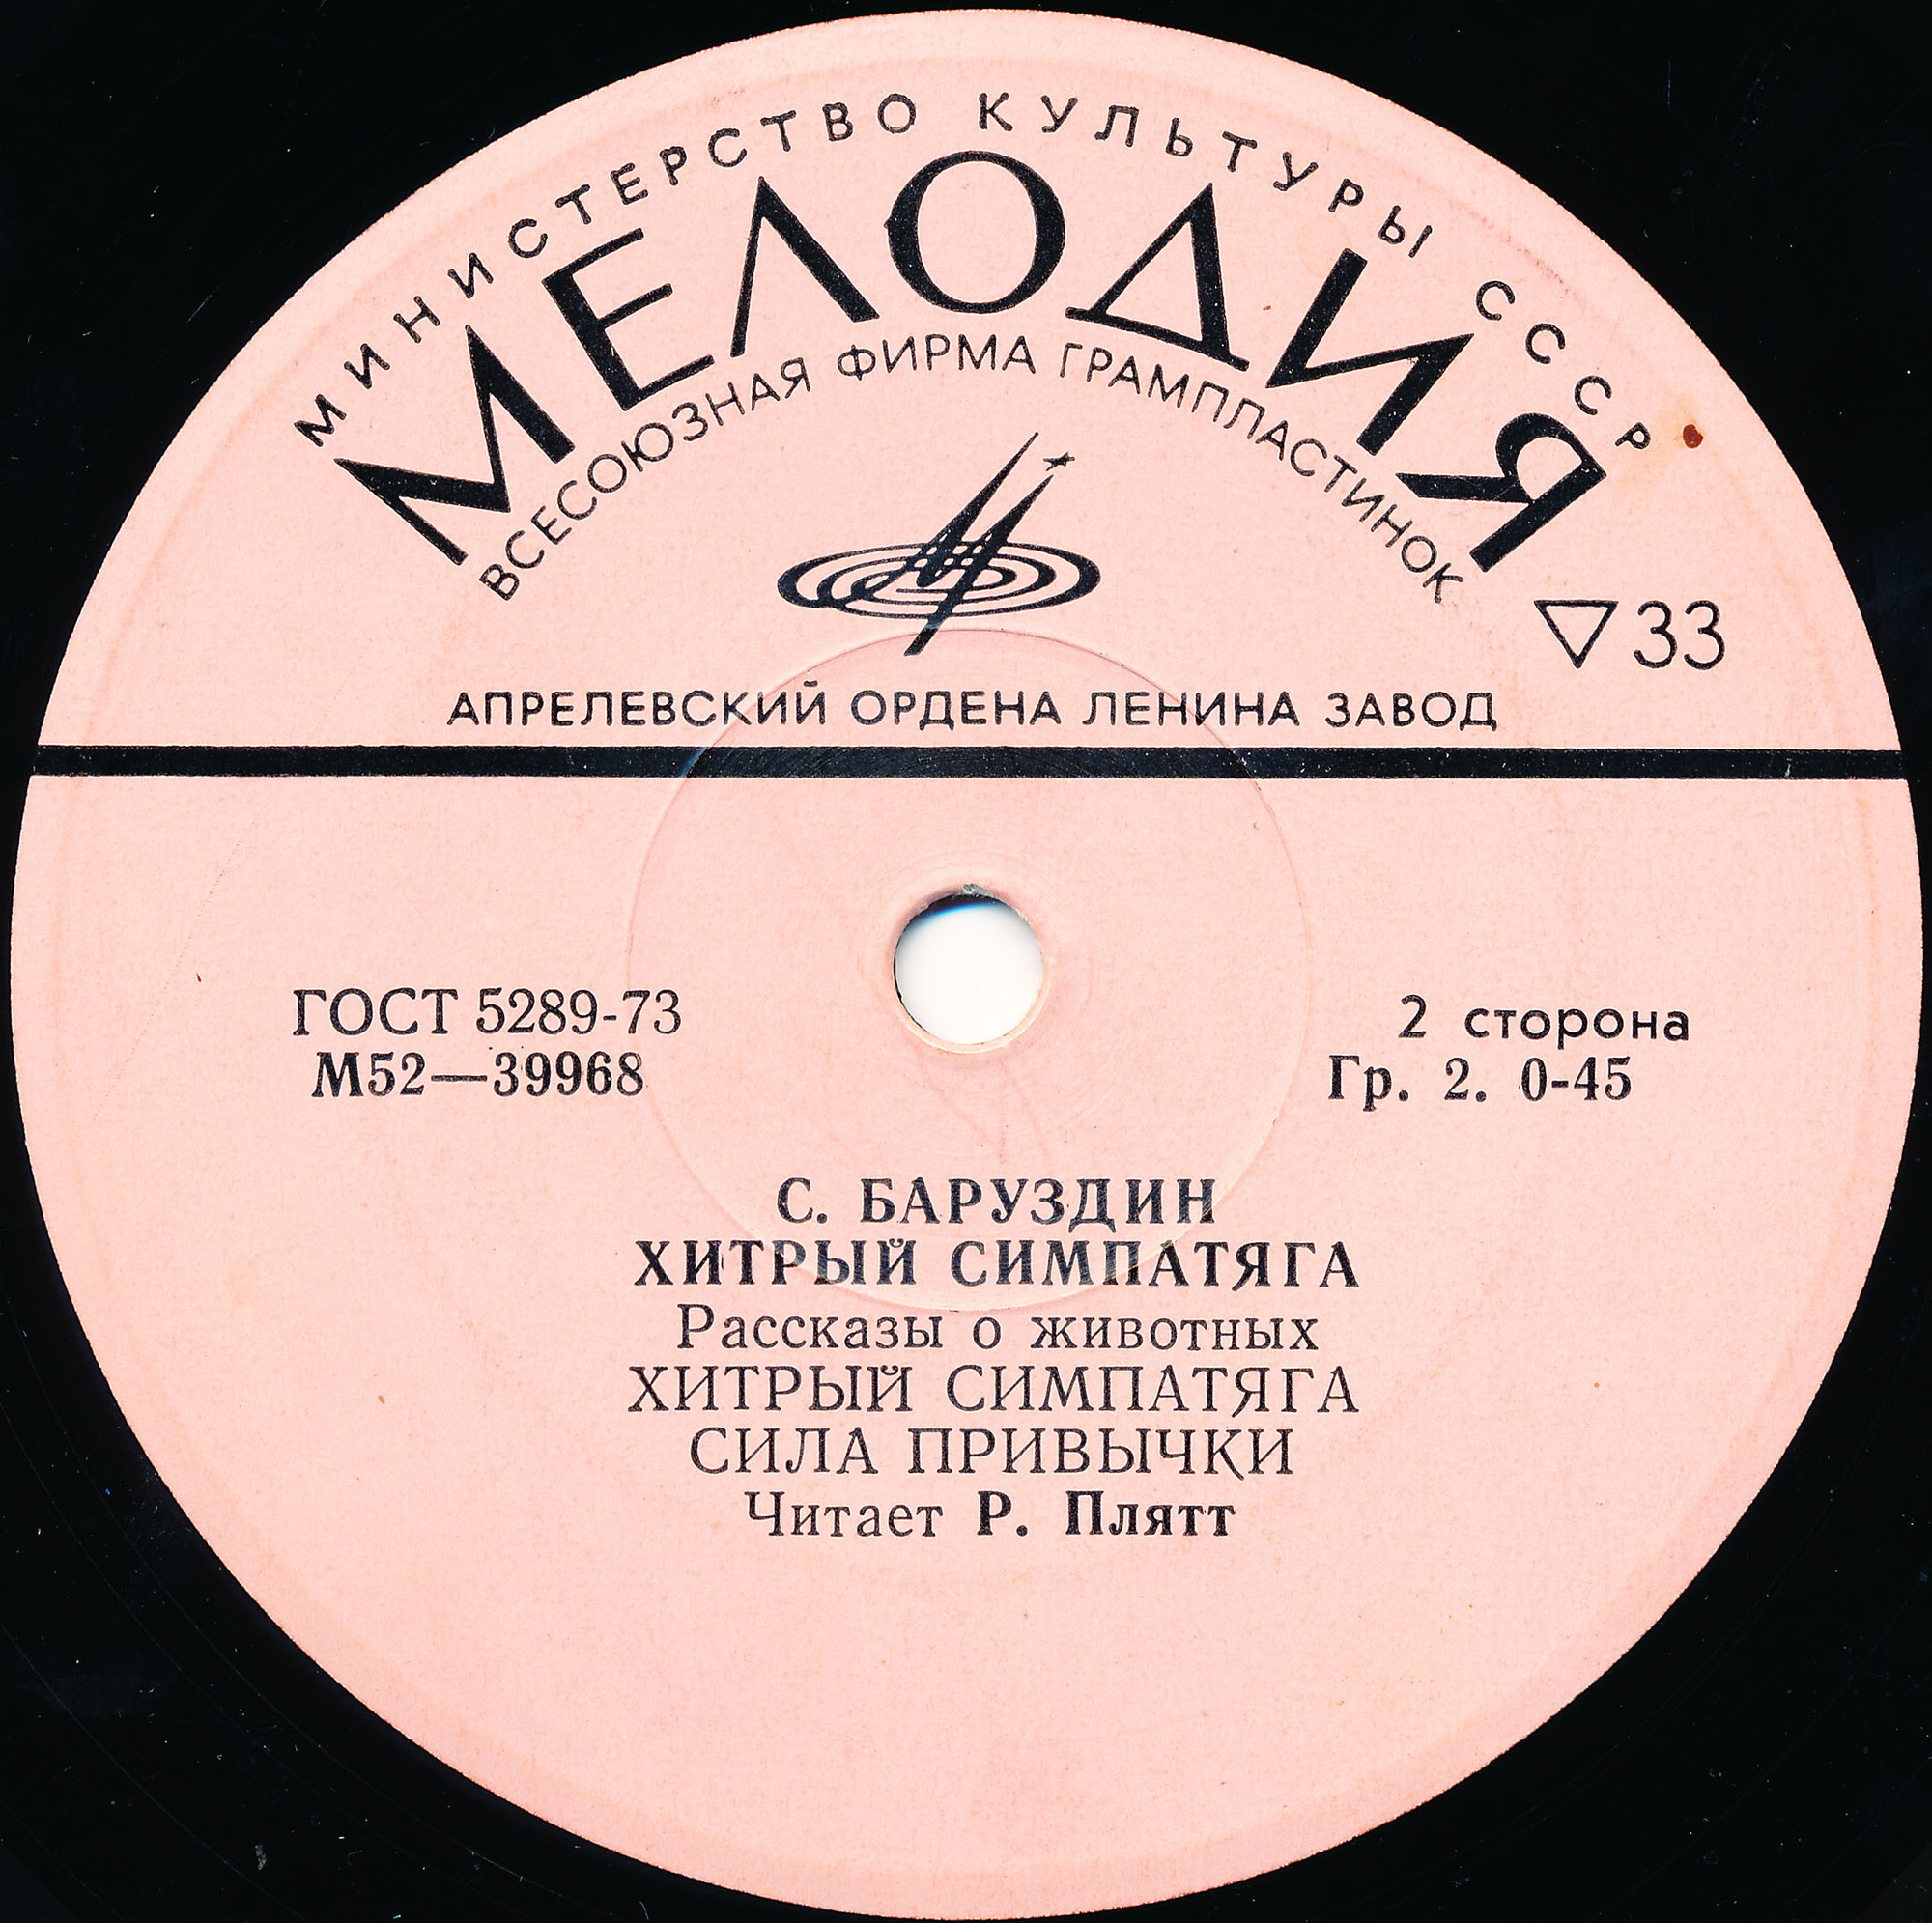 МИНИСТЕРСТВО КУЛЬТУРЫ СССР
МЕЛОДИЯ
ВСЕСОЮЗНАЯ ФИРМА ГРАМПЛАСТИНОК
33
АПРЕЛЕВСКИЙ ОРДЕНА ЛЕНИНА ЗАВОД
ГОСТ 5289-73
М52—39968
2 сторона
Гр. 2. 0-45
С. БАРУЗДИН
ХИТРЫЙ СИМПАТЯГА
Рассказы о животных
ХИТРЫЙ СИМПАТЯГА
СИЛА ПРИВЫЧКИ
Читает Р. Плятт